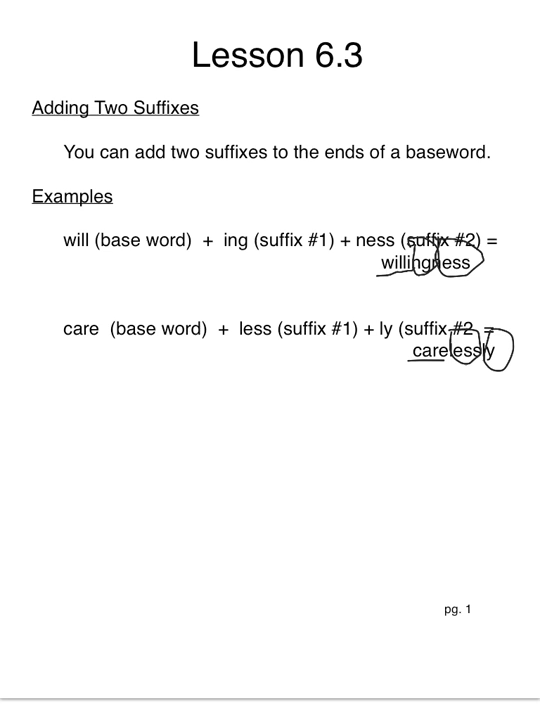 Lesson 6.3
Adding Two Suffixes
You can add two suffixes to the ends of a baseword.
Examples
will (base word) + ing (suffix #1) + ness (suffix #2) =
willingness
care (base word) + less (suffix #1) + ly (suffix #2 =
carelessly
pg. 1